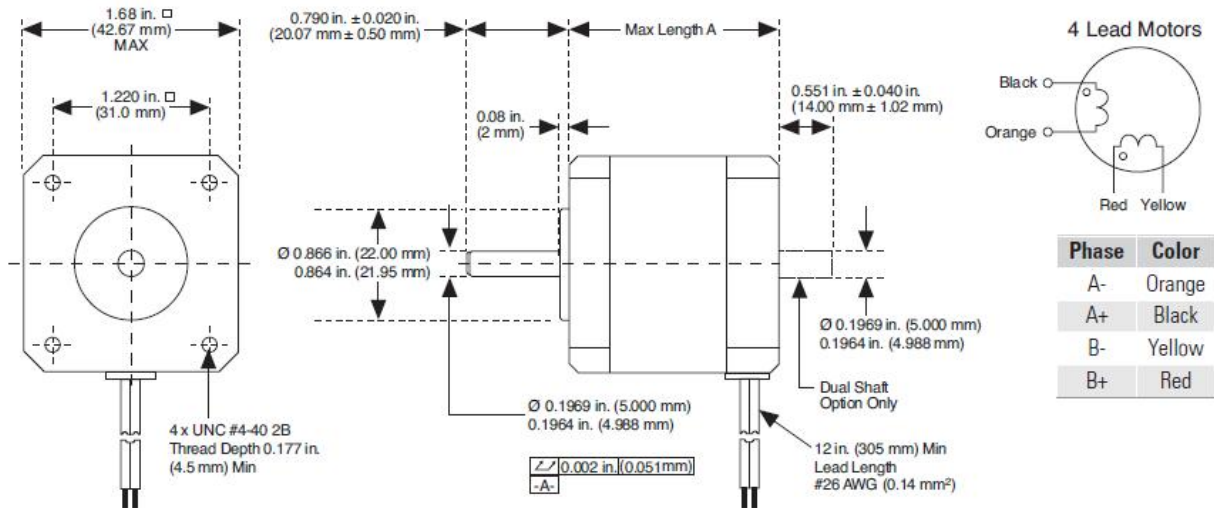 1.68 in. □
(42.67 mm)
MAX
1.220 in. □
(31.0 mm)
4 x UNC #4-40 2B
Thread Depth 0.177 in.
(4.5 mm) Min
0.790 in. ± 0.020 in.
(20.07 mm ± 0.50 mm)
Max Length A
0.08 in.
(2 mm)
0.551 in. ± 0.040 in.
(14.00 mm ± 1.02 mm)
Ø 0.866 in. (22.00 mm)
0.864 in. (21.95 mm)
Ø 0.1969 in. (5.000 mm)
0.1964 in. (4.988 mm)
Ø 0.1969 in. (5.000 mm)
0.1964 in. (4.988 mm)
Dual Shaft
Option Only
0.002 in. (0.051mm)
-A-
12 in. (305 mm) Min
Lead Length
#26 AWG (0.14 mm²)
4 Lead Motors
Black
Orange
Red Yellow
Phase Color
A- Orange
A+ Black
B- Yellow
B+ Red